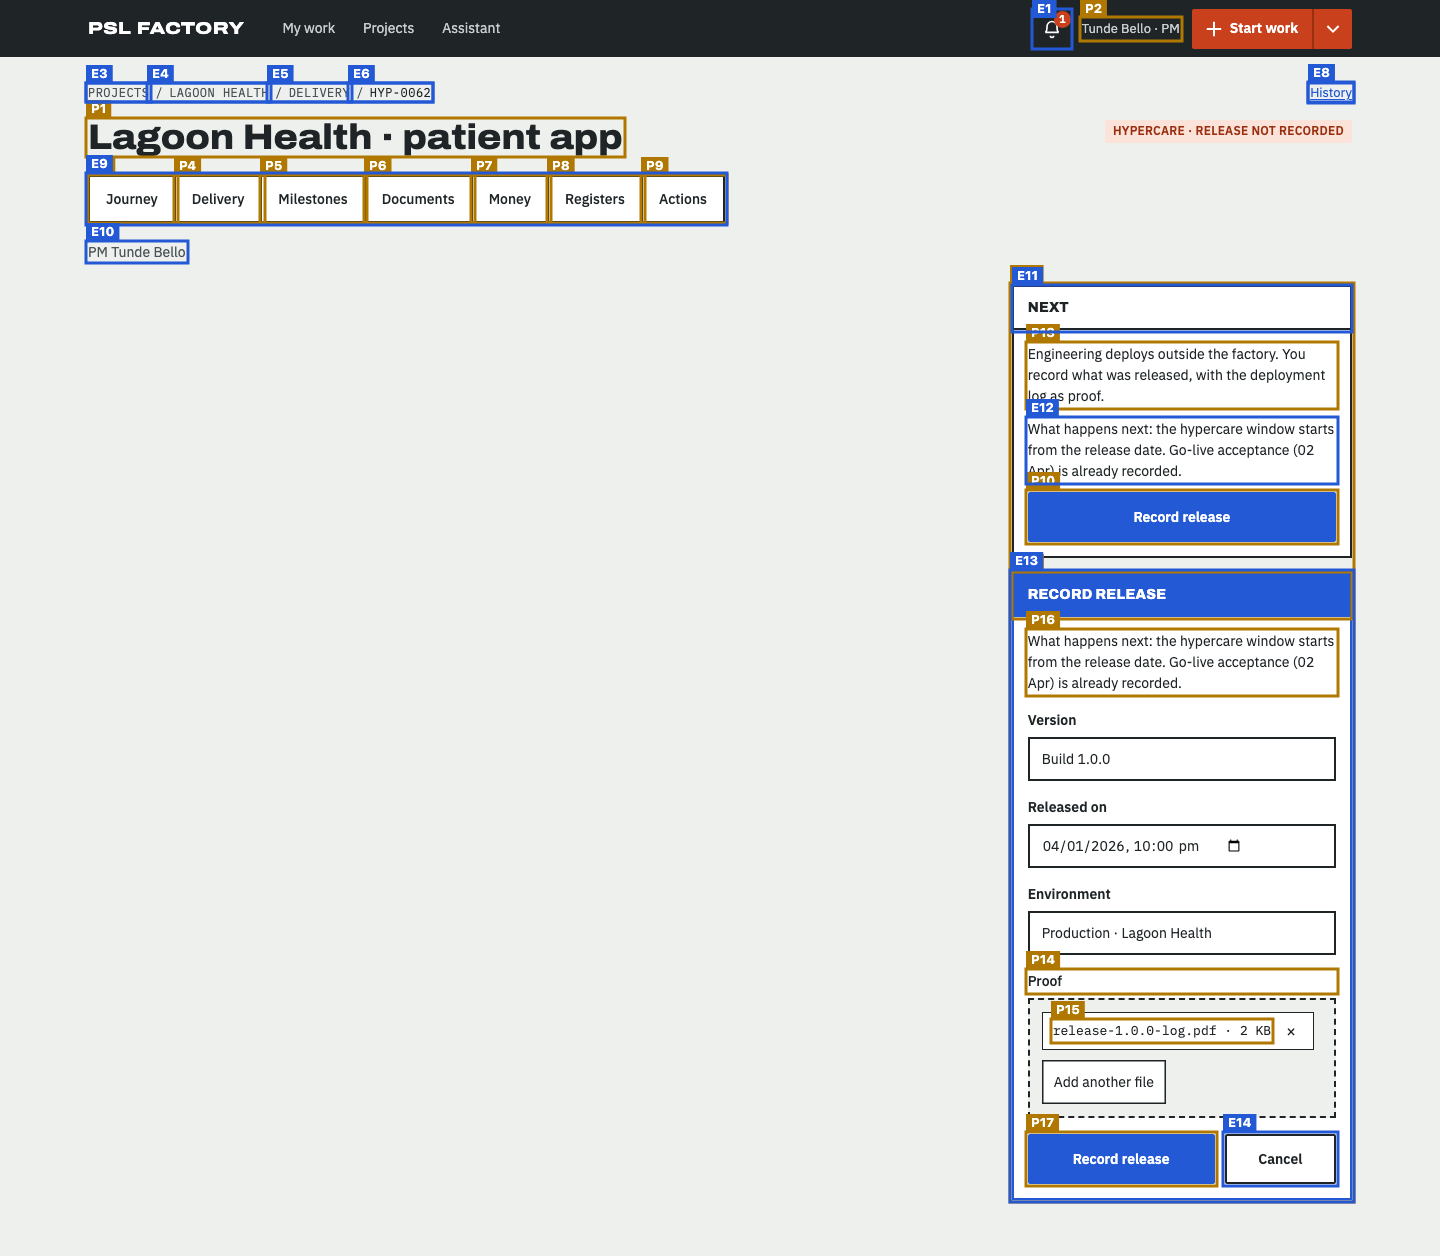 PSL FACTORY
My work
Projects
Assistant
E1
1
P2
Tunde Bello · PM
Start work
E3
E4
E5
E6
E8
PROJECTS / LAGOON HEALTH / DELIVERY / HYP-0062
History
P1
Lagoon Health · patient app
HYPERCARE · RELEASE NOT RECORDED
E9
P4
P5
P6
P7
P8
P9
Journey
Delivery
Milestones
Documents
Money
Registers
Actions
E10
PM Tunde Bello
E11
NEXT
Engineering deploys outside the factory. You
record what was released, with the deployment
log as proof.
E12
What happens next: the hypercare window starts
from the release date. Go-live acceptance (02
Apr) is already recorded.
P10
Record release
E13
RECORD RELEASE
P16
What happens next: the hypercare window starts
from the release date. Go-live acceptance (02
Apr) is already recorded.
Version
Build 1.0.0
Released on
04/01/2026, 10:00 pm
Environment
Production · Lagoon Health
P14
Proof
P15
release-1.0.0-log.pdf · 2 KB
×
Add another file
P17
E14
Record release
Cancel